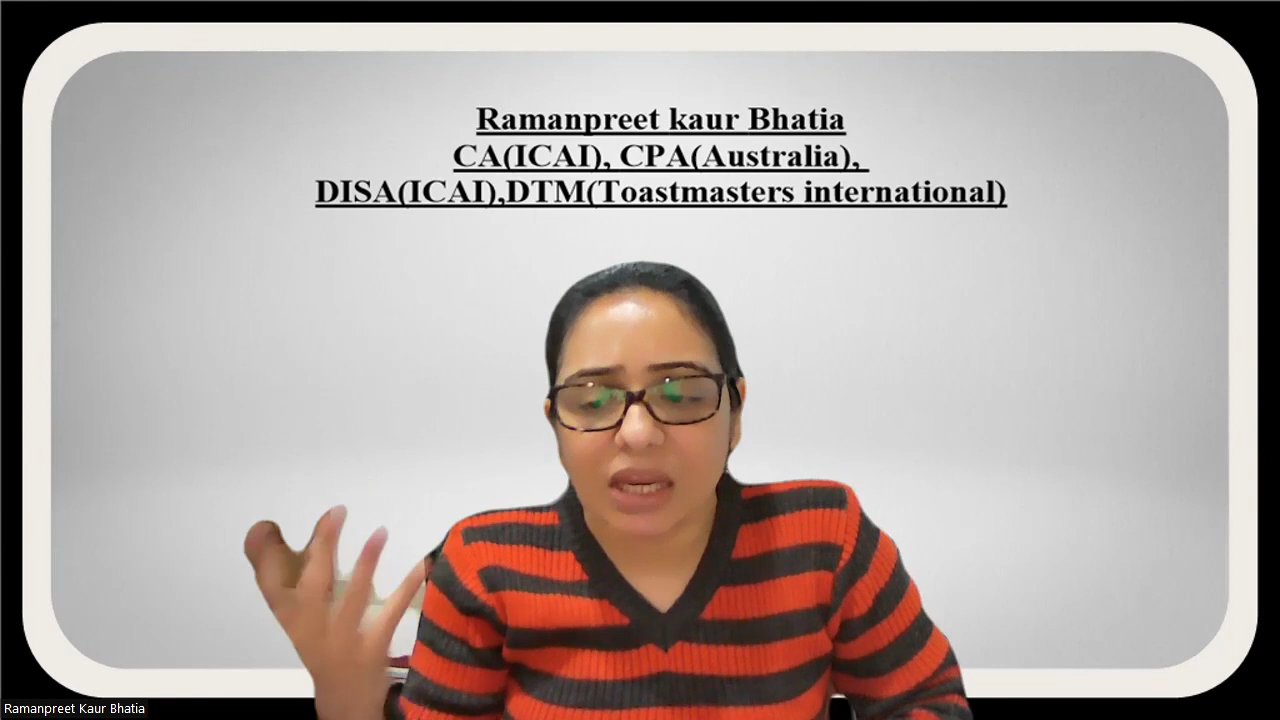 Ramanpreet kaur Bhatia
CA(ICAI), CPA(Australia),
DISA(ICAI),DTM(Toastmasters international)
Ramanpreet Kaur Bhatia